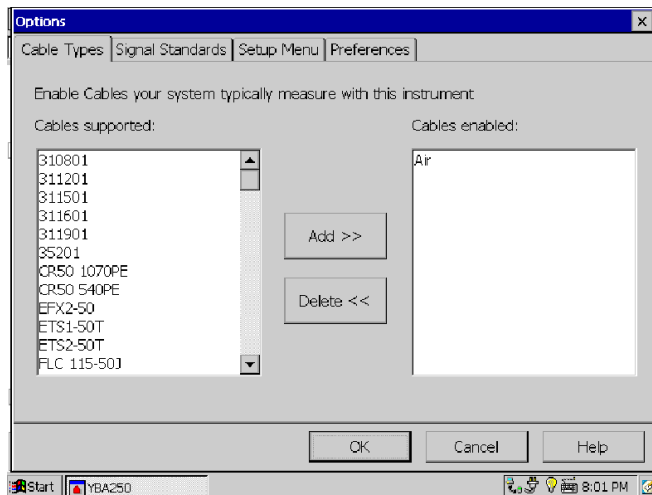 Options
Cable Types Signal Standards Setup Menu Preferences
Enable Cables your system typically measure with this instrument
Cables supported:
Cables enabled:
310801
311201
311501
311601
311901
35201
CR50 1070PE
CR50 540PE
EFX2-50
ETS1-50T
ETS2-50T
FLC 115-50J
Add >>
Delete <<
Air
OK Cancel Help
Start YBA250 8:01 PM